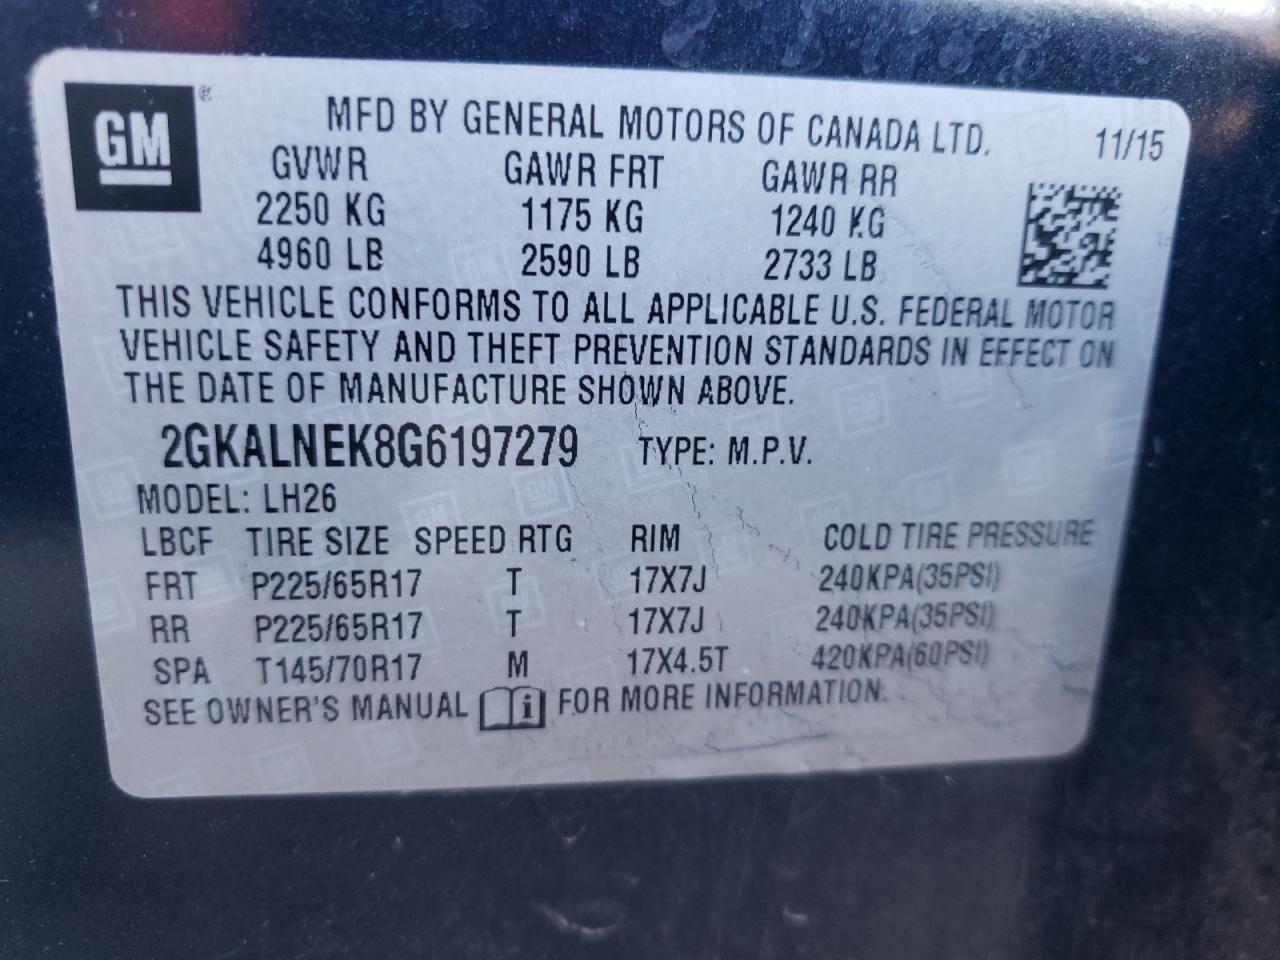 GM®
MFD BY GENERAL MOTORS OF CANADA LTD. 11/15
GVWR GAWR FRT GAWR RR
2250 KG 1175 KG 1240 KG
4960 LB 2590 LB 2733 LB
THIS VEHICLE CONFORMS TO ALL APPLICABLE U.S. FEDERAL MOTOR
VEHICLE SAFETY AND THEFT PREVENTION STANDARDS IN EFFECT ON
THE DATE OF MANUFACTURE SHOWN ABOVE.
2GKALNEK8G6197279 TYPE: M.P.V.
MODEL: LH26
LBCF TIRE SIZE SPEED RTG RIM COLD TIRE PRESSURE
FRT P225/65R17 T 17X7J 240KPA(35PSI)
RR P225/65R17 T 17X7J 240KPA(35PSI)
SPA T145/70R17 M 17X4.5T 420KPA(60PSI)
SEE OWNER'S MANUAL i FOR MORE INFORMATION.